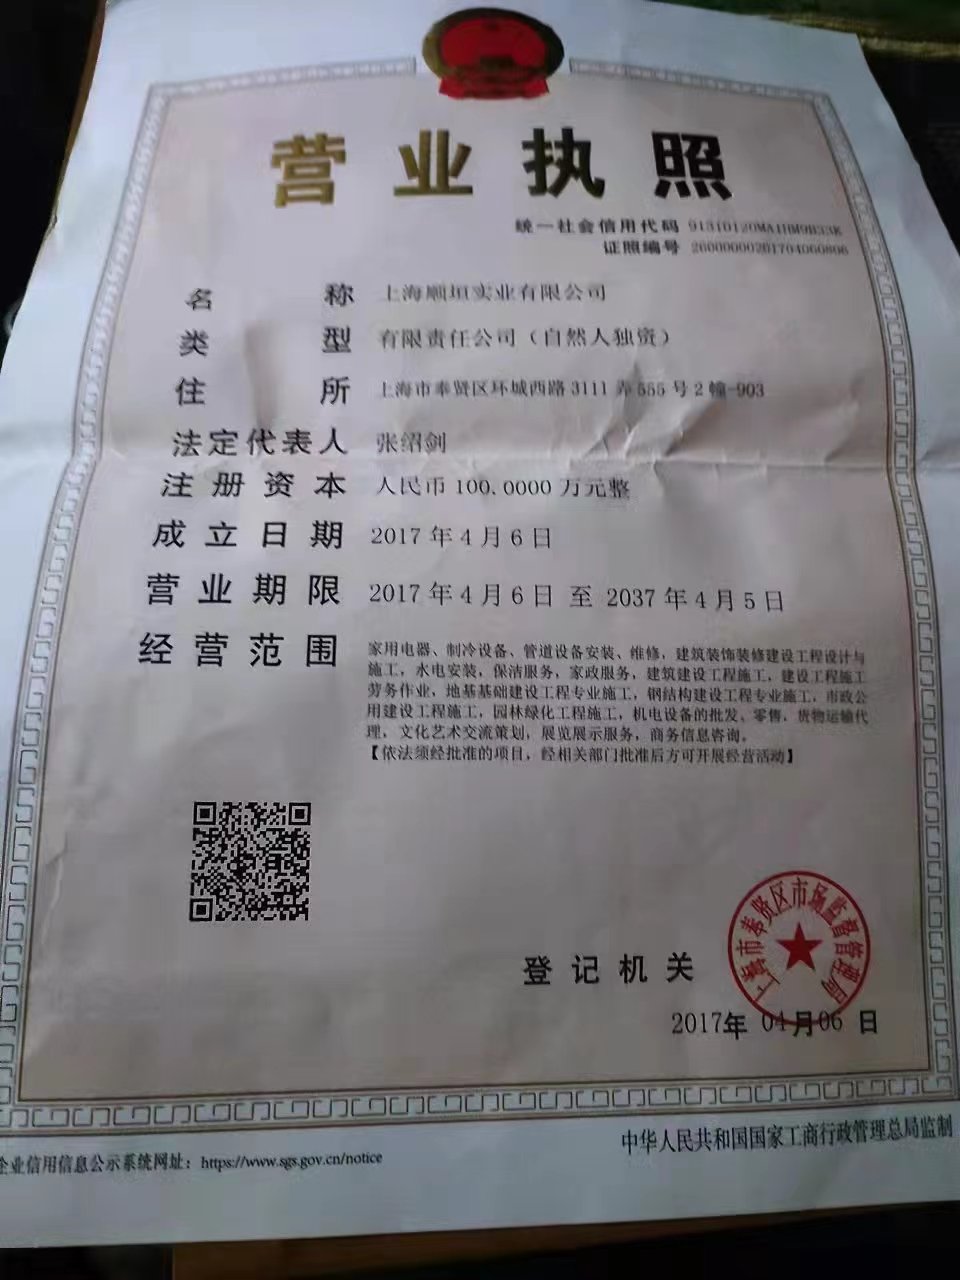 营业执照
统一社会信用代码 91310120MA1HM9B33K
证照编号 26000000201704060806
名称 上海顺垣实业有限公司
类型 有限责任公司（自然人独资）
住所 上海市奉贤区环城西路3111弄555号2幢-903
法定代表人 张绍剑
注册资本 人民币100.0000万元整
成立日期 2017年4月6日
营业期限 2017年4月6日至2037年4月5日
经营范围 家用电器、制冷设备、管道设备安装、维修，建筑装饰装修建设工程设计与
施工，水电安装，保洁服务，家政服务，建筑建设工程施工，建设工程施工
劳务作业，地基基础建设工程专业施工，钢结构建设工程专业施工，市政公
用建设工程施工，园林绿化工程施工，机电设备的批发、零售，货物运输代
理，文化艺术交流策划，展览展示服务，商务信息咨询。
【依法须经批准的项目，经相关部门批准后方可开展经营活动】
上海市奉贤区市场监督管理局
登记机关
2017年04月06日
企业信用信息公示系统网址：https://www.sgs.gov.cn/notice
中华人民共和国国家工商行政管理总局监制